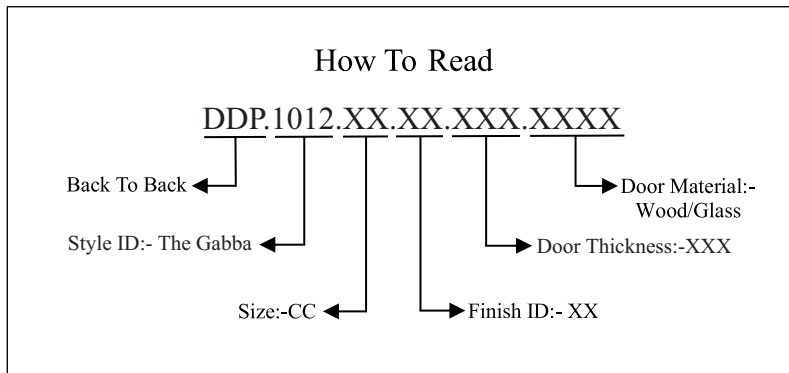 How To Read
DDP.1012.XX.XX.XXX.XXXX
Back To Back
Door Material:-
Wood/Glass
Style ID:- The Gabba
Door Thickness:-XXX
Size:-CC
Finish ID:- XX